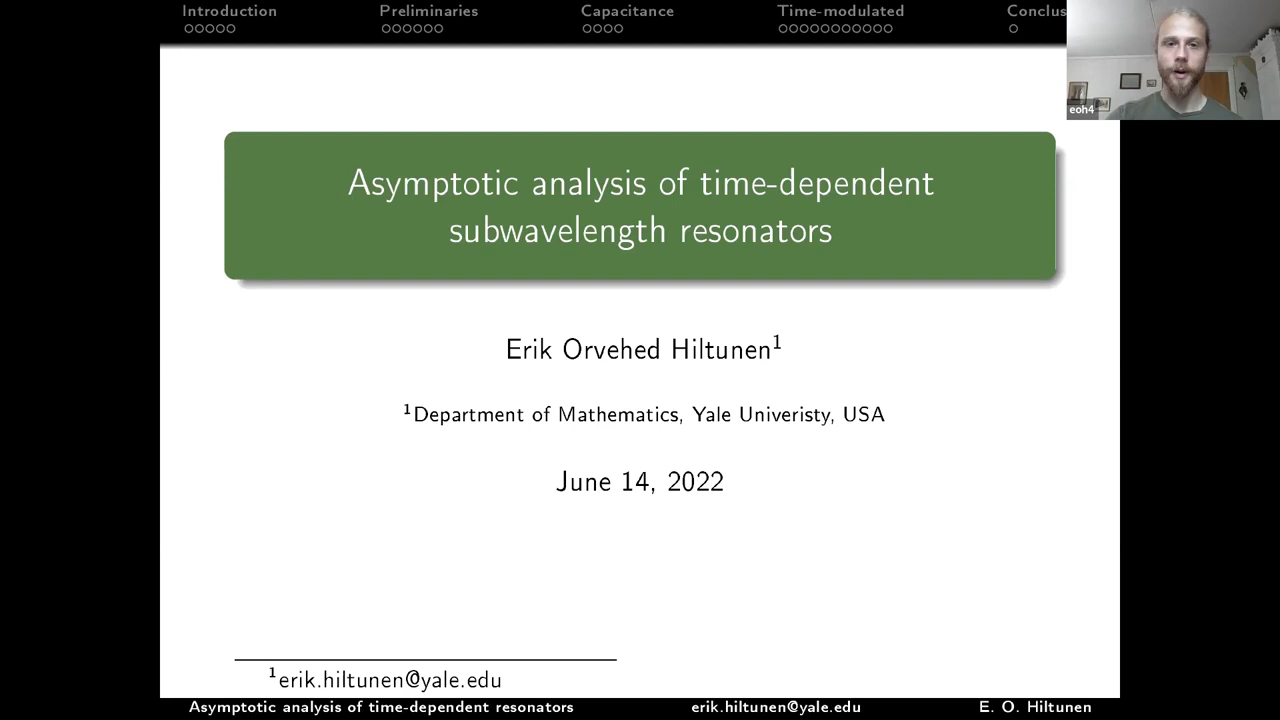 Introduction Preliminaries Capacitance Time-modulated Conclus
eoh4
Asymptotic analysis of time-dependent
subwavelength resonators
Erik Orvehed Hiltunen¹
¹Department of Mathematics, Yale Univeristy, USA
June 14, 2022
¹erik.hiltunen@yale.edu
Asymptotic analysis of time-dependent resonators erik.hiltunen@yale.edu E. O. Hiltunen